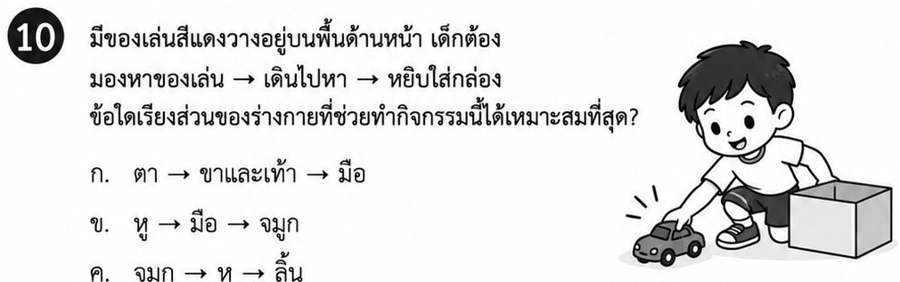 10 มีของเล่นสีแดงวางอยู่บนพื้นด้านหน้า เด็กต้อง
มองหาของเล่น → เดินไปหา → หยิบใส่กล่อง
ข้อใดเรียงส่วนของร่างกายที่ช่วยทำกิจกรรมนี้ได้เหมาะสมที่สุด?
ก. ตา → ขาและเท้า → มือ
ข. หู → มือ → จมูก
ค. จมูก → หู → ลิ้น